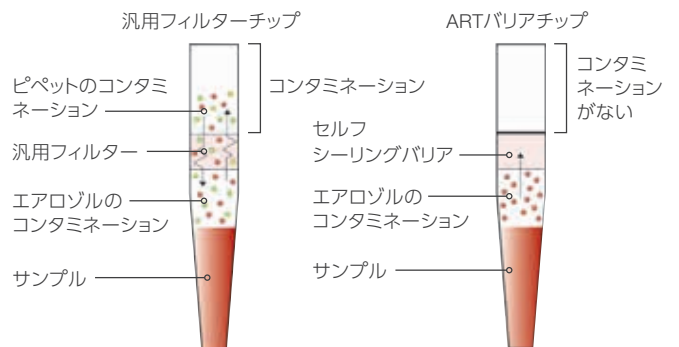 汎用フィルターチップ
ピペットのコンタミ
ネーション
コンタミネーション
汎用フィルター
エアロゾルの
コンタミネーション
サンプル
ARTバリアチップ
コンタミ
ネーション
がない
セルフ
シーリングバリア
エアロゾルの
コンタミネーション
サンプル